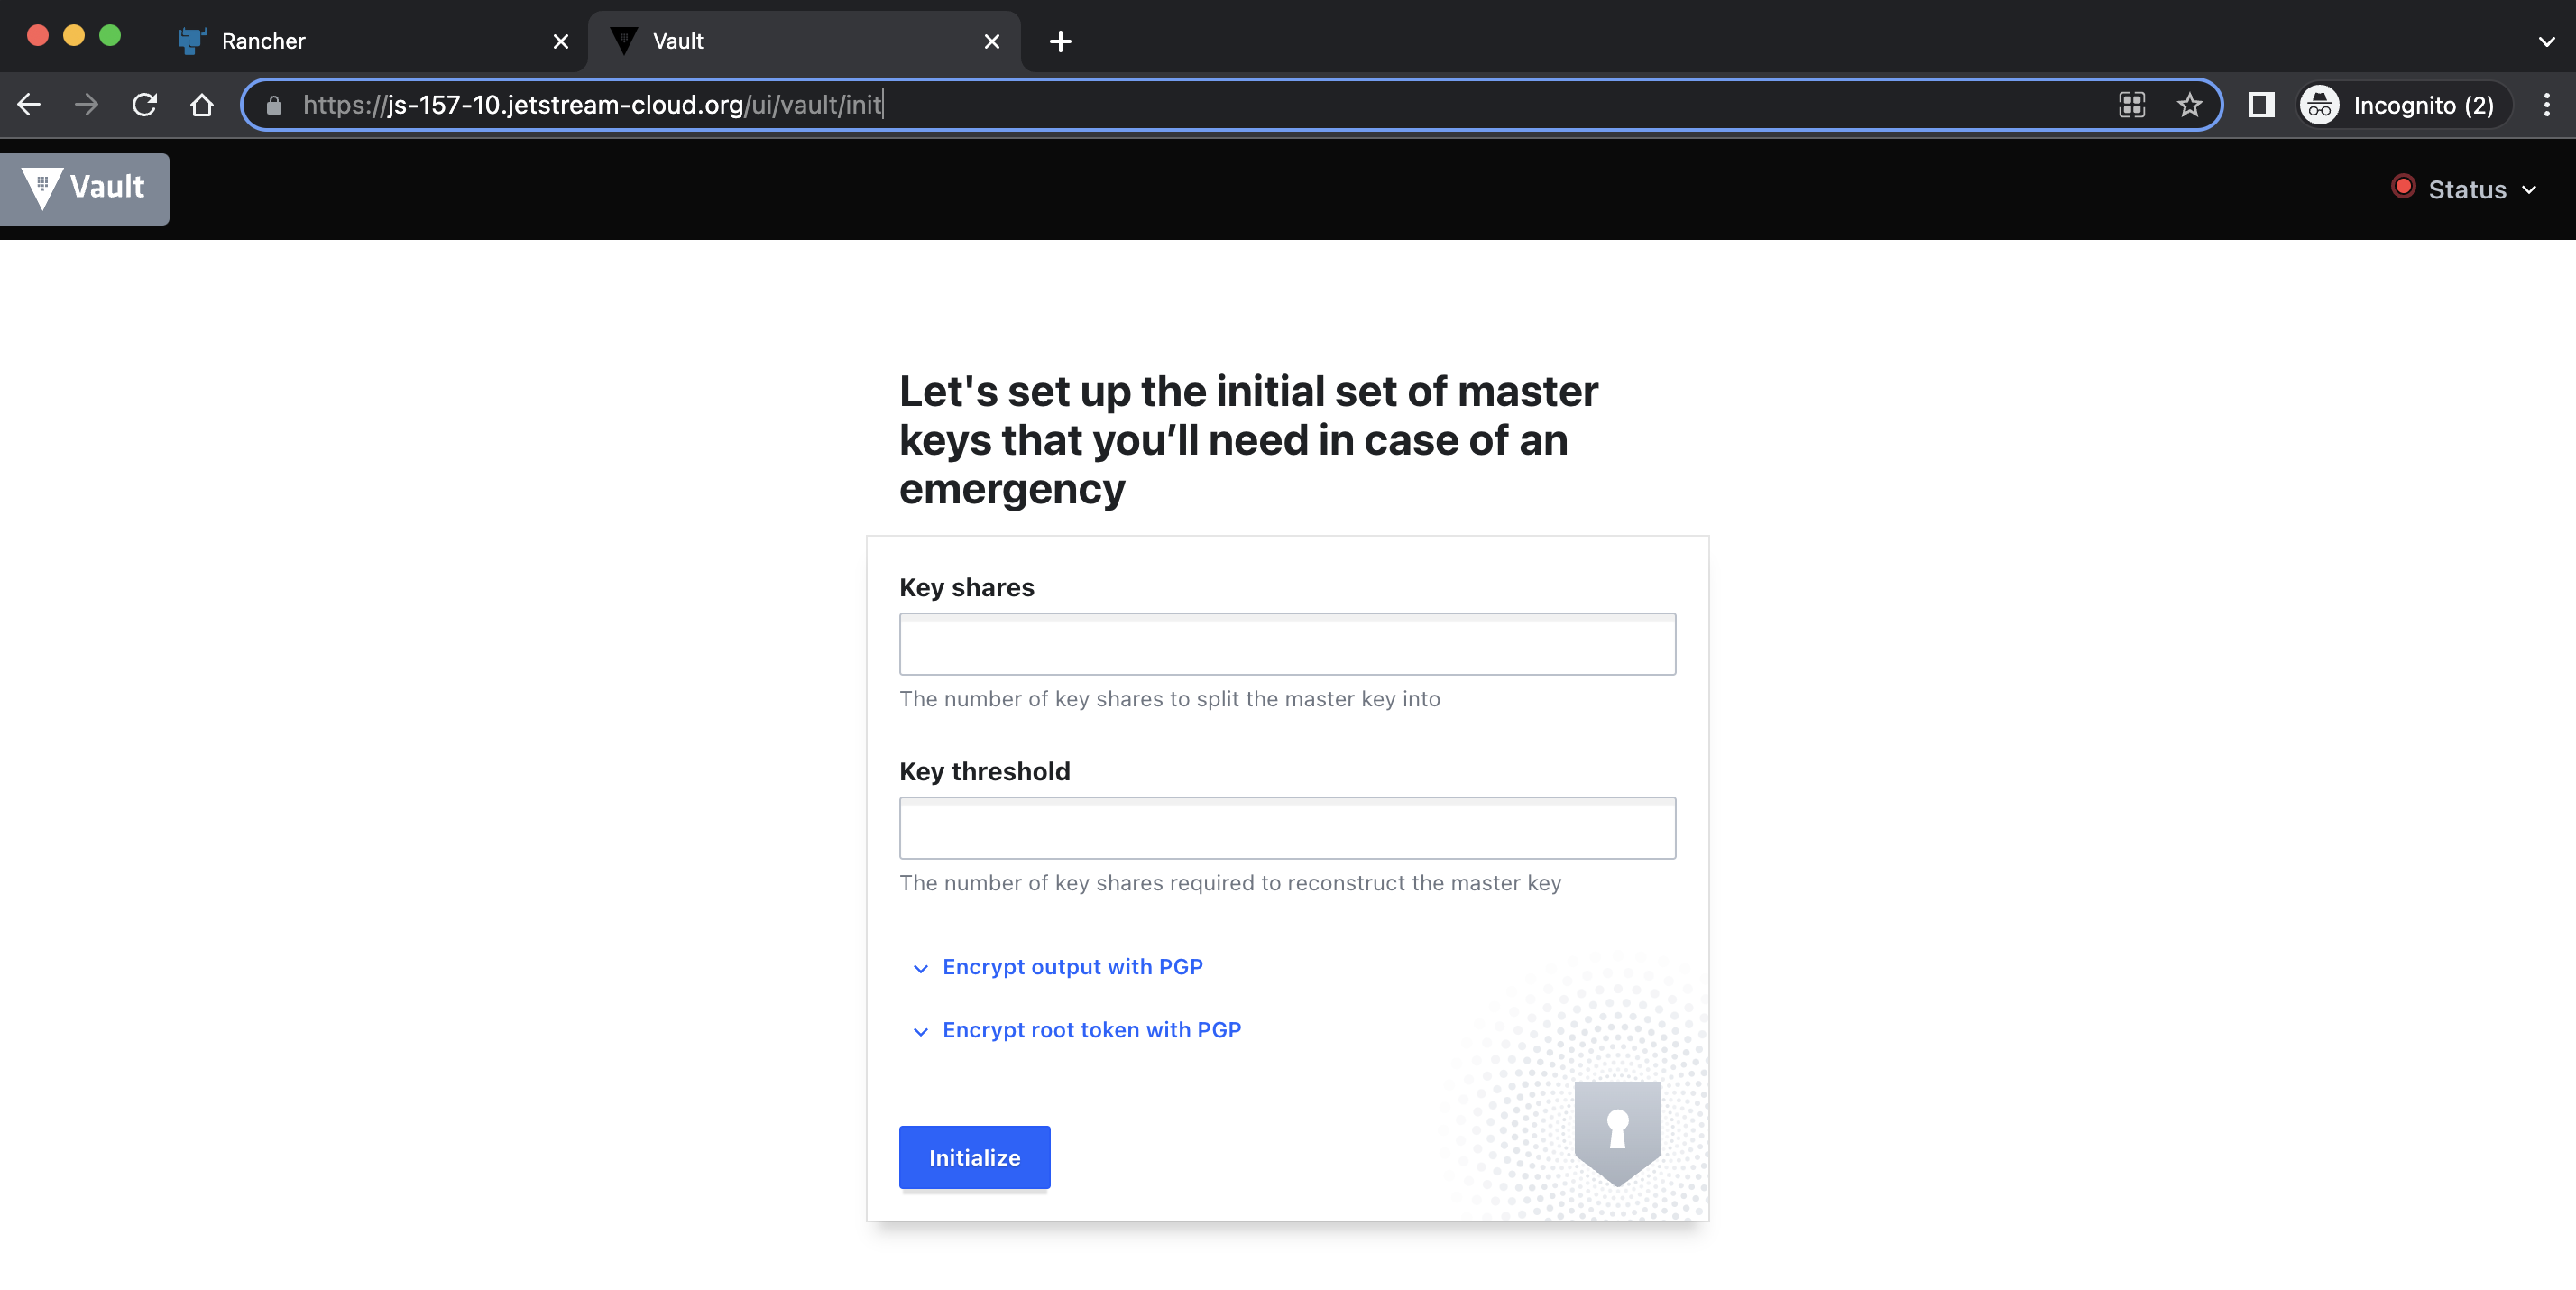 Rancher
Vault
https://js-157-10.jetstream-cloud.org/ui/vault/init
Incognito (2)
Vault
Status
Let's set up the initial set of master
keys that you’ll need in case of an
emergency
Key shares
The number of key shares to split the master key into
Key threshold
The number of key shares required to reconstruct the master key
Encrypt output with PGP
Encrypt root token with PGP
Initialize